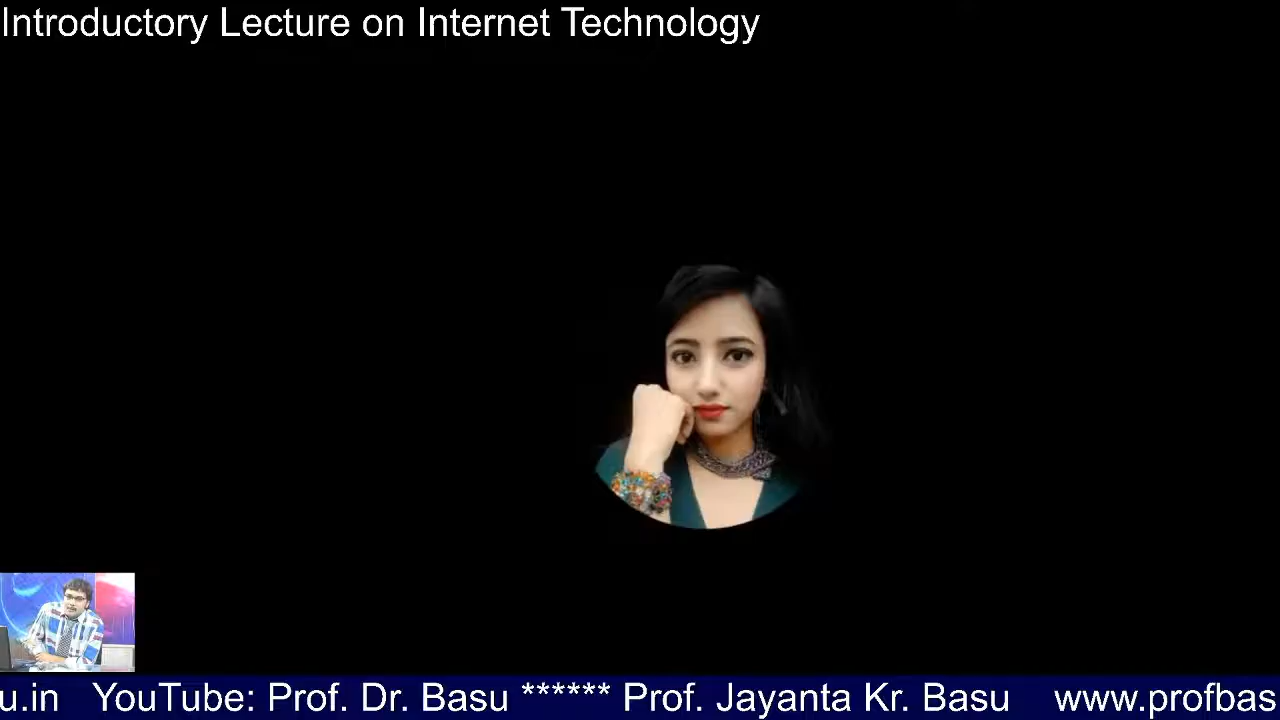 Introductory Lecture on Internet Technology
u.in YouTube: Prof. Dr. Basu ****** Prof. Jayanta Kr. Basu www.profbas